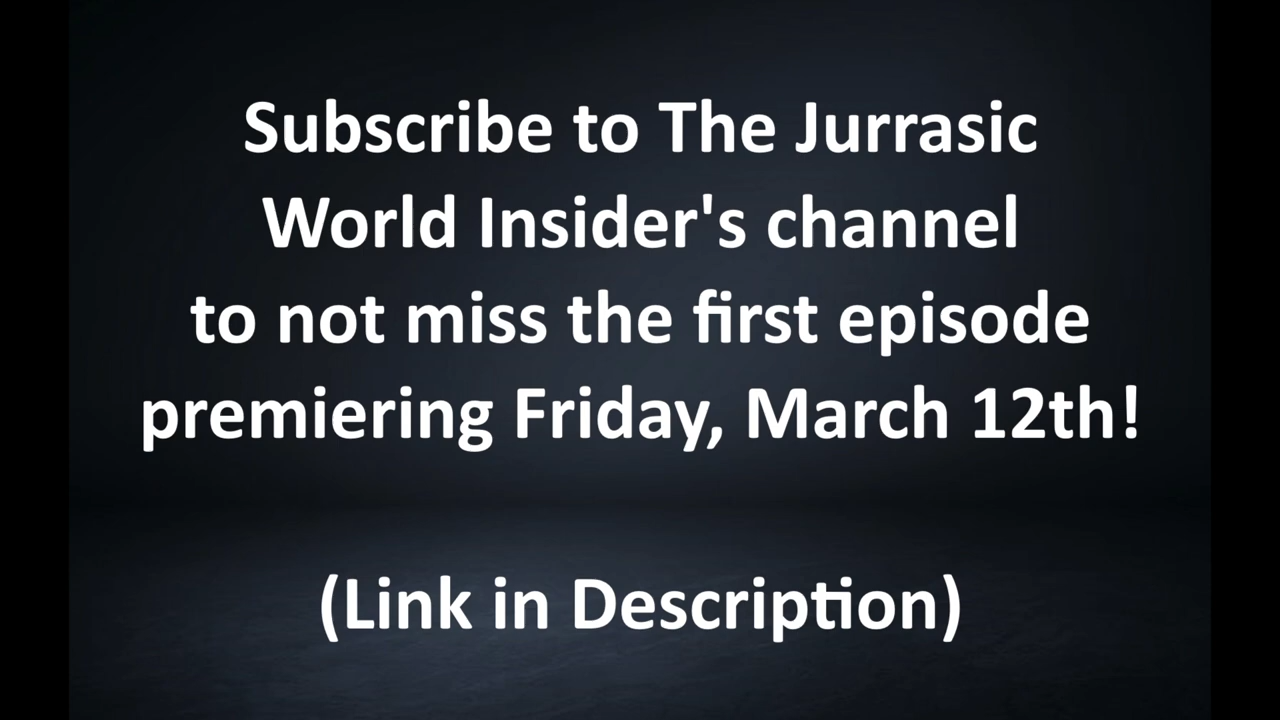 Subscribe to The Jurrasic
World Insider's channel
to not miss the first episode
premiering Friday, March 12th!
(Link in Description)